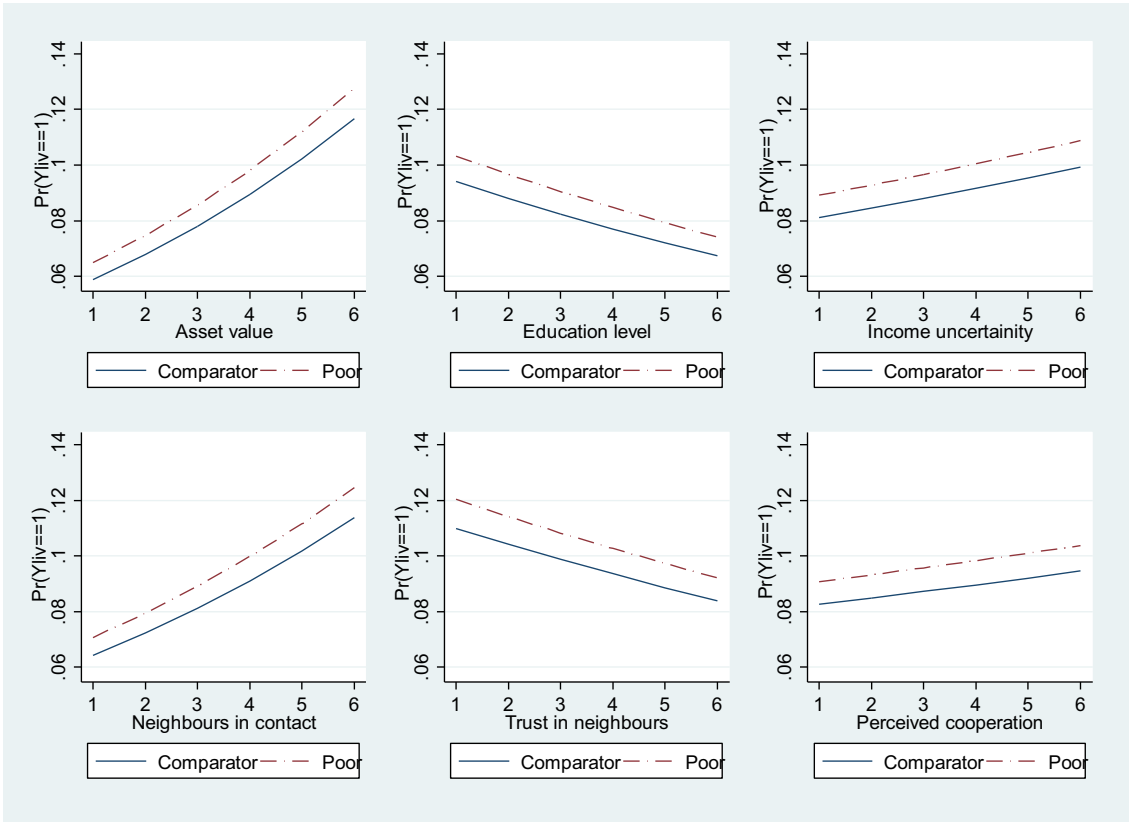 Pr(Yliv==1)
.14
.12
.1
.08
.06
1 2 3 4 5 6
Asset value
Comparator Poor
Pr(Yliv==1)
.14
.12
.1
.08
.06
1 2 3 4 5 6
Education level
Comparator Poor
Pr(Yliv==1)
.14
.12
.1
.08
.06
1 2 3 4 5 6
Income uncertainity
Comparator Poor
Pr(Yliv==1)
.14
.12
.1
.08
.06
1 2 3 4 5 6
Neighbours in contact
Comparator Poor
Pr(Yliv==1)
.14
.12
.1
.08
.06
1 2 3 4 5 6
Trust in neighbours
Comparator Poor
Pr(Yliv==1)
.14
.12
.1
.08
.06
1 2 3 4 5 6
Perceived cooperation
Comparator Poor